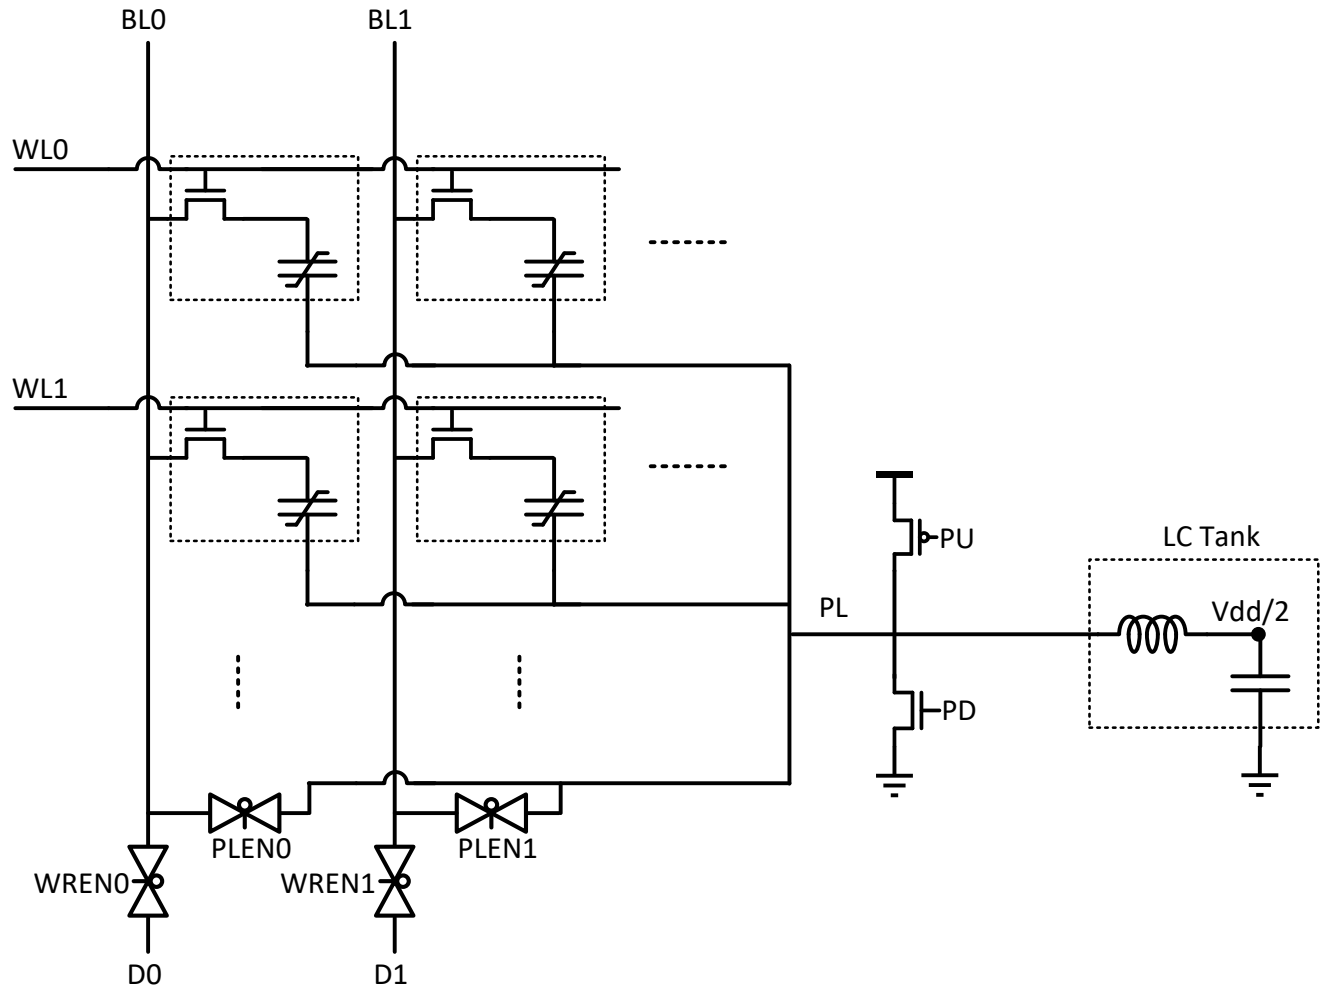 BL0 BL1
WL0
WL1
PU
LC Tank
PL
Vdd/2
PD
PLEN0 PLEN1
WREN0 WREN1
D0 D1